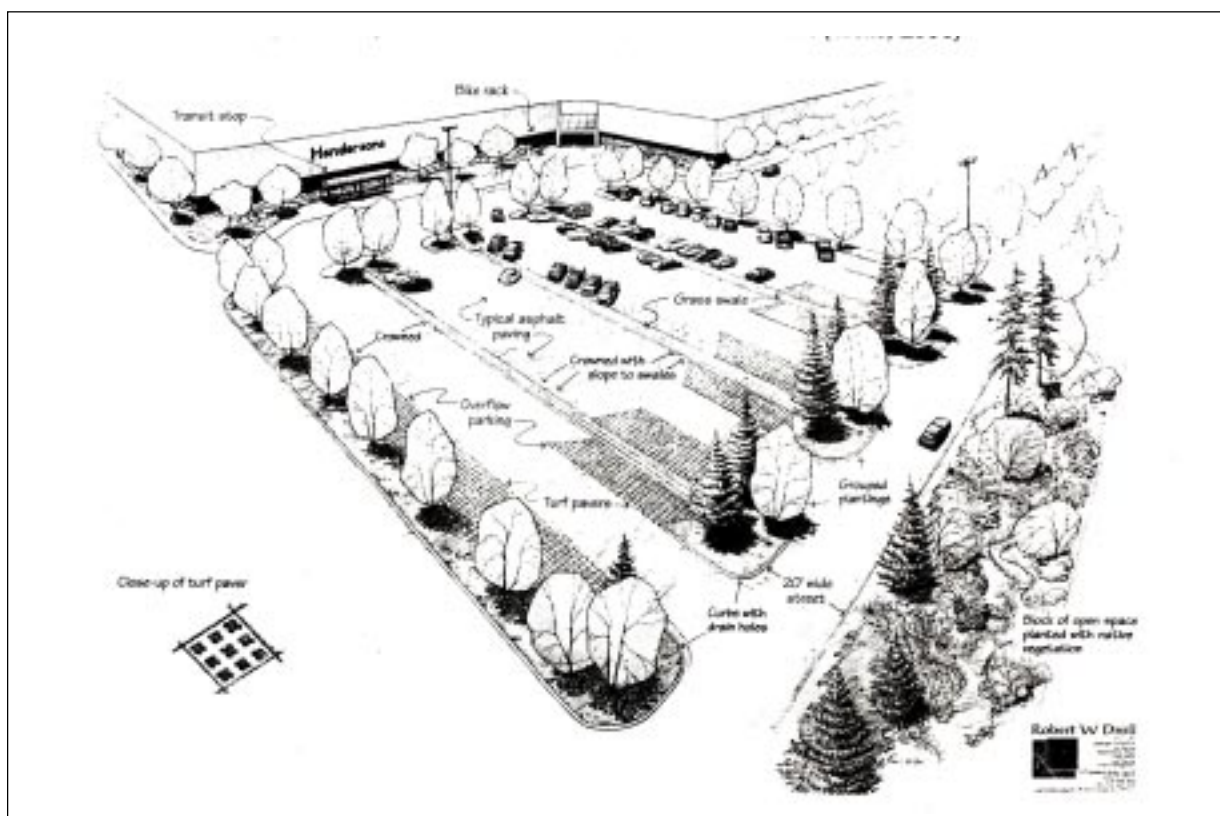 Bike rack
Transit stop
Hendersons
Grass swale
Typical asphalt
paving
Crowned
Crowned with
slope to swales
Overflow
parking
Turf pavers
Grouped
plantings
20' wide
street
Curbs with
drain holes
Close-up of turf paver
Block of open space
planted with native
vegetation
Robert W Droll